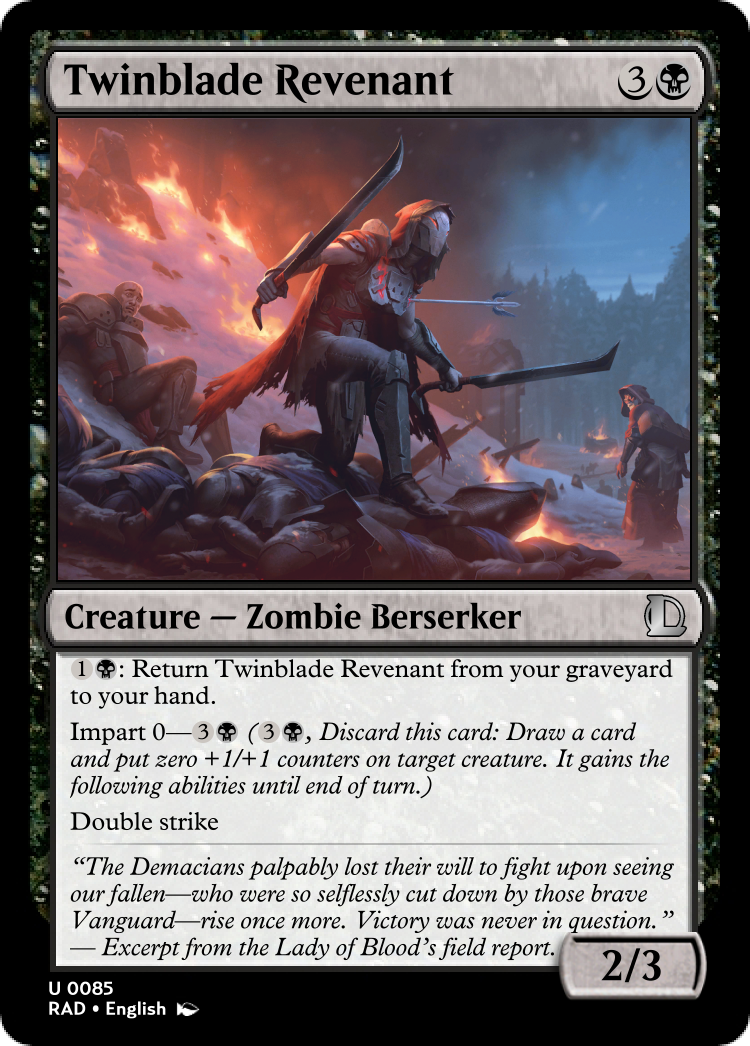 Twinblade Revenant 3
Creature — Zombie Berserker
1: Return Twinblade Revenant from your graveyard
to your hand.
Impart 0—3 (3, Discard this card: Draw a card
and put zero +1/+1 counters on target creature. It gains the
following abilities until end of turn.)
Double strike
“The Demacians palpably lost their will to fight upon seeing
our fallen—who were so selflessly cut down by those brave
Vanguard—rise once more. Victory was never in question.”
— Excerpt from the Lady of Blood's field report.
2/3
U 0085
RAD • English